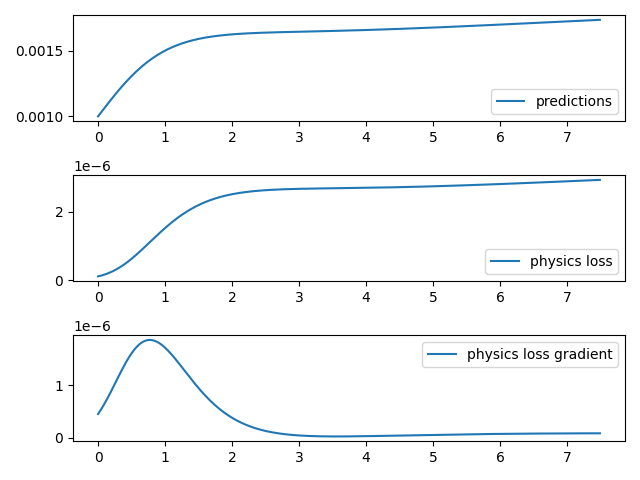 0.0015
0.0010
predictions
0 1 2 3 4 5 6 7
1e−6
2
0
physics loss
0 1 2 3 4 5 6 7
1e−6
physics loss gradient
1
0
0 1 2 3 4 5 6 7